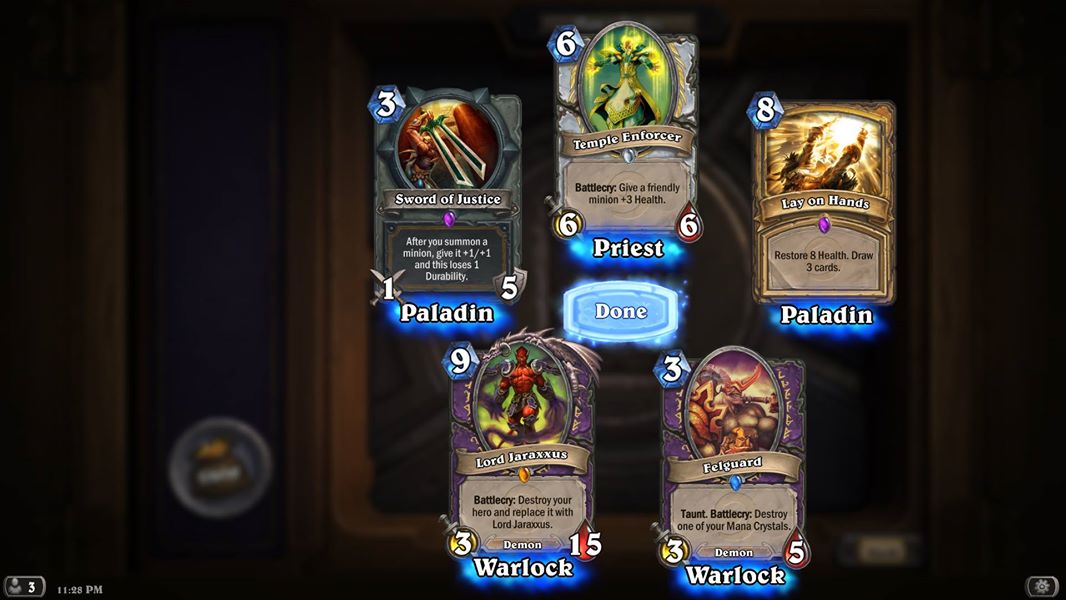 6
Temple Enforcer
Battlecry: Give a friendly
minion +3 Health.
6
6
Priest
3
Sword of Justice
After you summon a
minion, give it +1/+1
and this loses 1
Durability.
1
5
Paladin
8
Lay on Hands
Restore 8 Health. Draw
3 cards.
Paladin
Done
9
Lord Jaraxxus
Battlecry: Destroy your
hero and replace it with
Lord Jaraxxus.
Demon
3
15
Warlock
3
Felguard
Taunt. Battlecry: Destroy
one of your Mana Crystals.
Demon
3
5
Warlock
3
11:28 PM